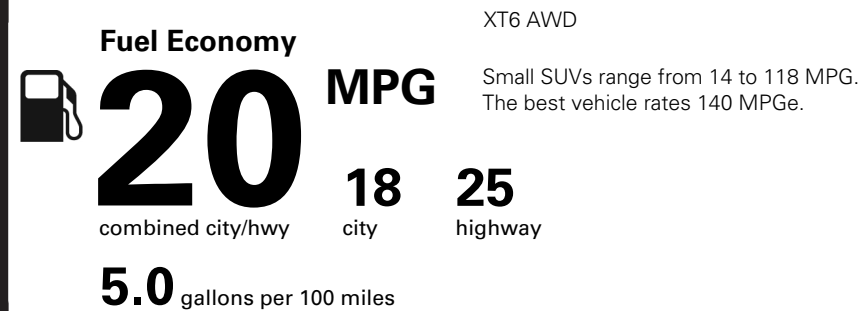 XT6 AWD
Fuel Economy
20 MPG
Small SUVs range from 14 to 118 MPG.
The best vehicle rates 140 MPGe.
18 25
combined city/hwy city highway
5.0 gallons per 100 miles